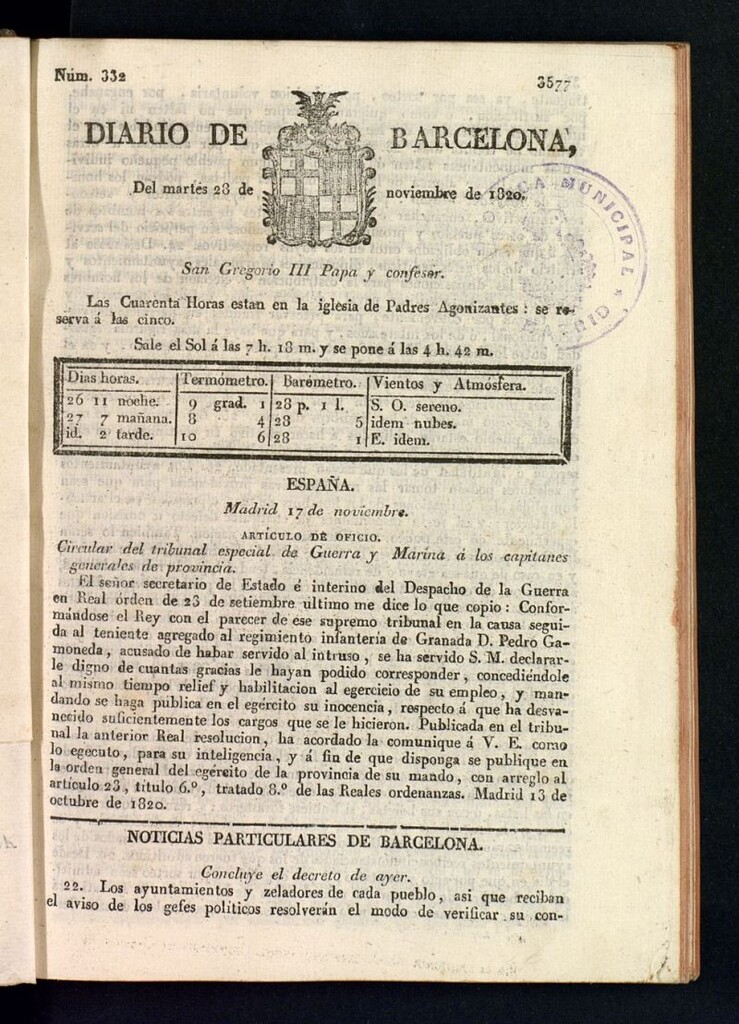 Núm. 332
3577
DIARIO DE BARCELONA,
Del martes 28 de noviembre de 1820.
San Gregorio III Papa y confesor.
Las Cuarenta Horas estan en la iglesia de Padres Agonizantes : se re-
serva á las cinco.
Sale el Sol á las 7 h. 18 m. y se pone á las 4 h. 42 m.
Dias horas. Termómetro. Barómetro. Vientos y Atmósfera.
26 11 noche. 9 grad. 1 28 p. 1 l. S. O. sereno.
27 7 mañana. 8 4 28 5 idem nubes.
id. 2 tarde. 10 6 28 1 E. idem.
ESPAÑA.
Madrid 17 de noviembre.
ARTÍCULO DE OFICIO.
Circular del tribunal especial de Guerra y Marina á los capitanes
generales de provincia.
El señor secretario de Estado é interino del Despacho de la Guerra
en Real órden de 23 de setiembre último me dice lo que copio : Confor-
mándose el Rey con el parecer de ese supremo tribunal en la causa segui-
da al teniente agregado al regimiento infantería de Granada D. Pedro Ga-
moneda, acusado de habar servido al intruso, se ha servido S. M. declarar-
le digno de cuantas gracias le hayan podido corresponder, concediéndole
al mismo tiempo relief y habilitacion al egercicio de su empleo, y man-
dando se haga pública en el egército su inocencia, respecto á que ha desva-
necido suficientemente los cargos que se le hicieron. Publicada en el tribu-
nal la anterior Real resolucion, ha acordado la comunique á V. E. como
lo egecuto, para su inteligencia, y á fin de que disponga se publique en
la órden general del egército de la provincia de su mando, con arreglo al
artículo 23, título 6.º, tratado 8.º de las Reales ordenanzas. Madrid 13 de
octubre de 1820.
NOTICIAS PARTICULARES DE BARCELONA.
Concluye el decreto de ayer.
22. Los ayuntamientos y zeladores de cada pueblo, asi que reciban
el aviso de los gefes políticos resolverán el modo de verificar su con-
MUNICIPAL